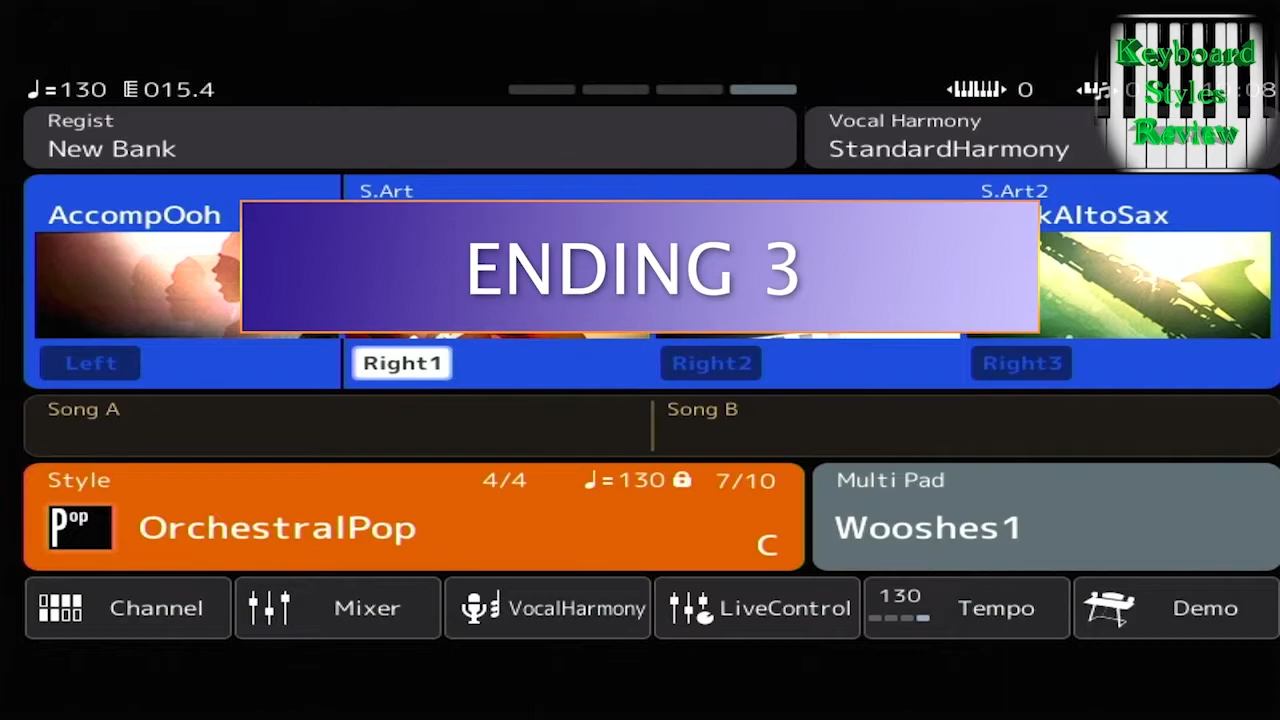 =130 015.4
0
Keyboard
Styles
Review
Regist
New Bank
Vocal Harmony
StandardHarmony
AccompOoh
S.Art
S.Art2
kAltoSax
ENDING 3
Left
Right1
Right2
Right3
Song A
Song B
Style
4/4 =130 7/10
Pop
OrchestralPop
C
Multi Pad
Wooshes1
Channel
Mixer
VocalHarmony
LiveControl
130
Tempo
Demo